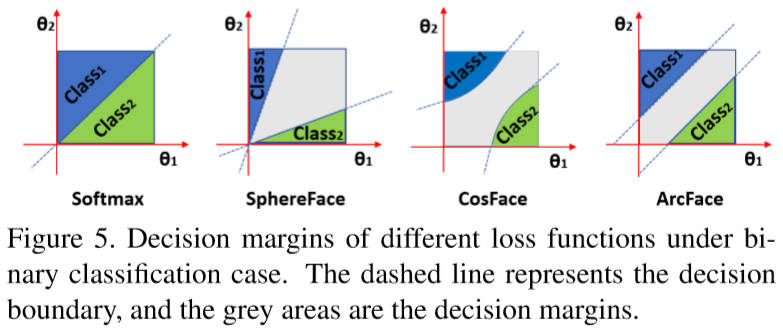 θ2 θ2 θ2 θ2
Class1 Class1 Class1 Class1
Class2 Class2 Class2 Class2
θ1 θ1 θ1 θ1
Softmax SphereFace CosFace ArcFace
Figure 5. Decision margins of different loss functions under bi-
nary classification case. The dashed line represents the decision
boundary, and the grey areas are the decision margins.